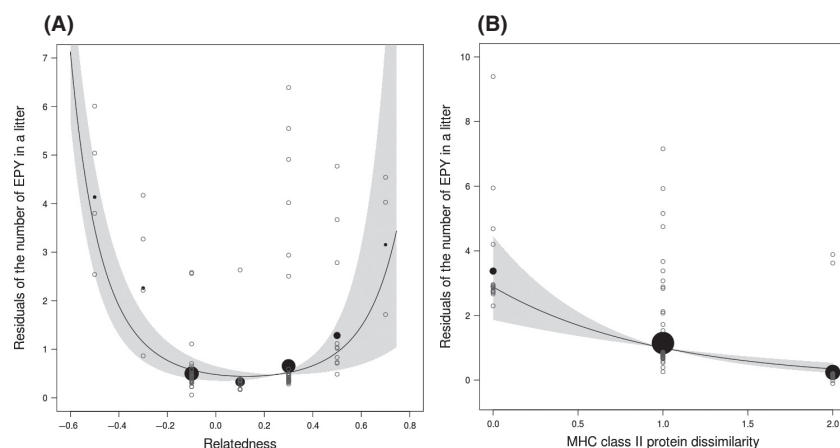 (A)
Residuals of the number of EPY in a litter
7
6
5
4
3
2
1
0
−0.6 −0.4 −0.2 0.0 0.2 0.4 0.6 0.8
Relatedness
(B)
Residuals of the number of EPY in a litter
10
8
6
4
2
0
0.0 0.5 1.0 1.5 2.0
MHC class II protein dissimilarity